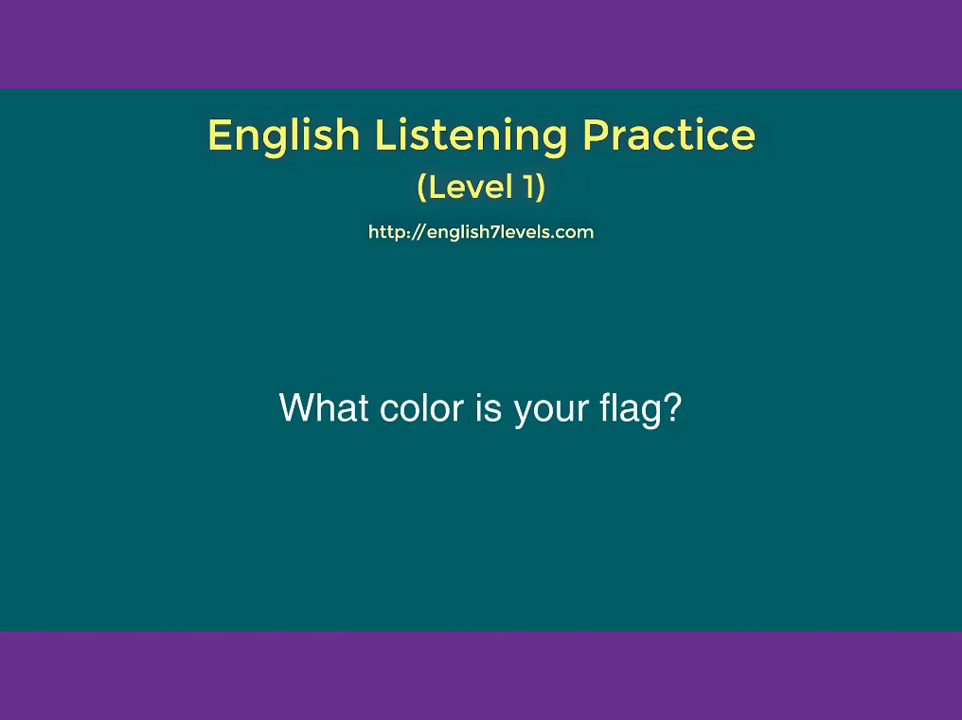 English Listening Practice
(Level 1)
http://english7levels.com
What color is your flag?